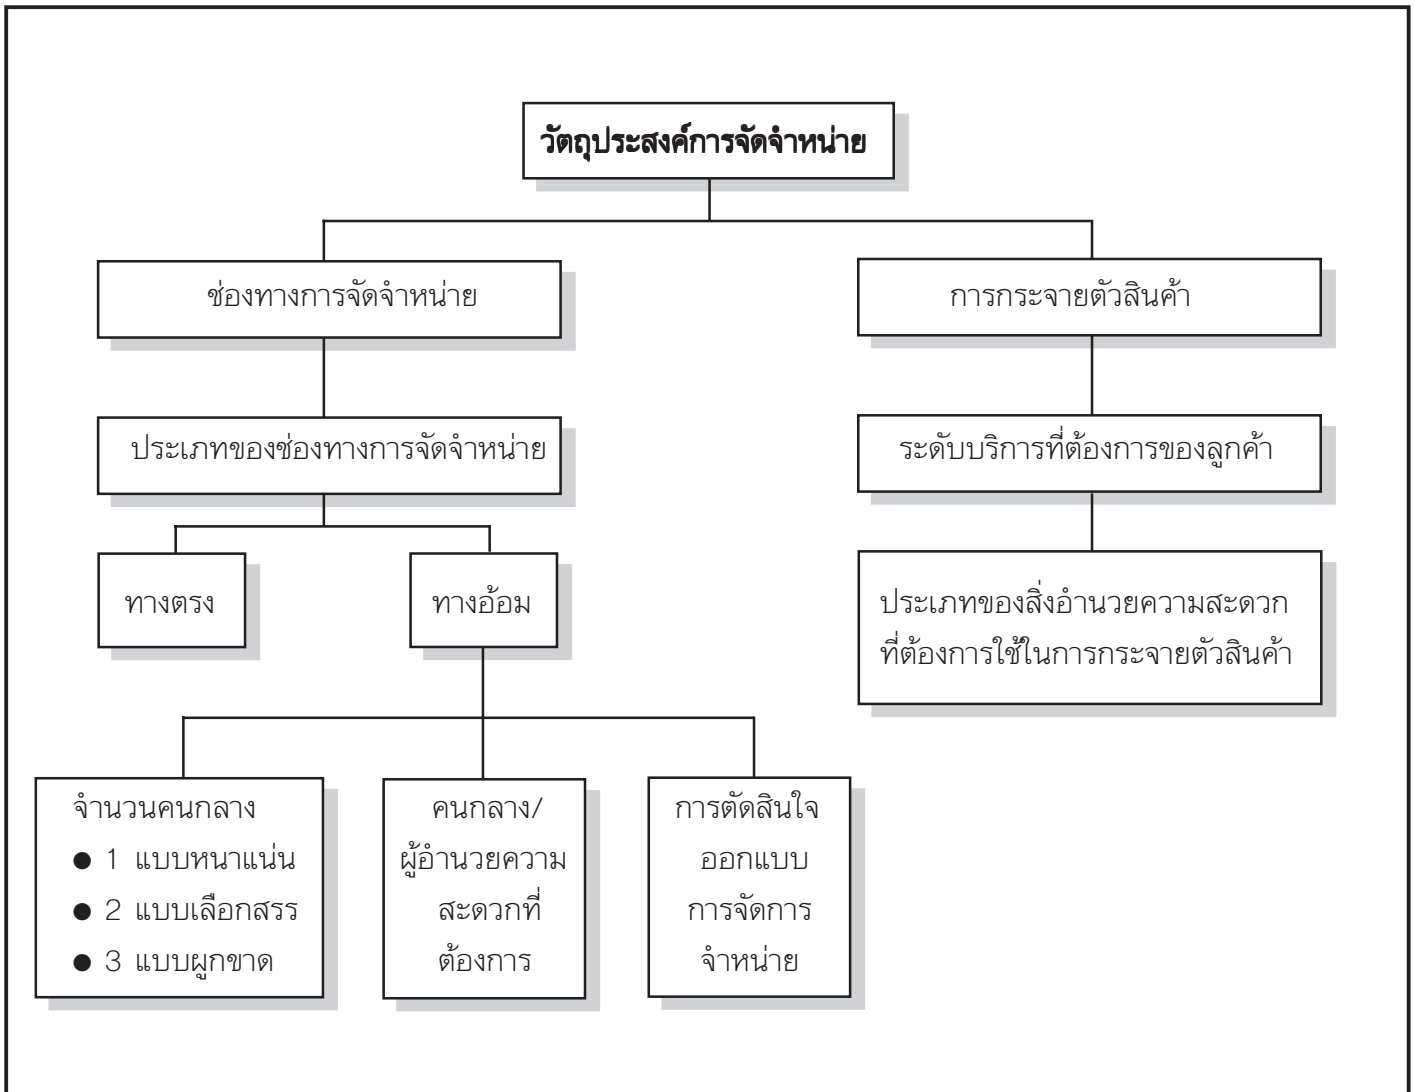 วัตถุประสงค์การจัดจำหน่าย
ช่องทางการจัดจำหน่าย
การกระจายตัวสินค้า
ประเภทของช่องทางการจัดจำหน่าย
ระดับบริการที่ต้องการของลูกค้า
ทางตรง
ทางอ้อม
ประเภทของสิ่งอำนวยความสะดวก
ที่ต้องการใช้ในการกระจายตัวสินค้า
จำนวนคนกลาง
● 1 แบบหนาแน่น
● 2 แบบเลือกสรร
● 3 แบบผูกขาด
คนกลาง/
ผู้อำนวยความ
สะดวกที่
ต้องการ
การตัดสินใจ
ออกแบบ
การจัดการ
จำหน่าย